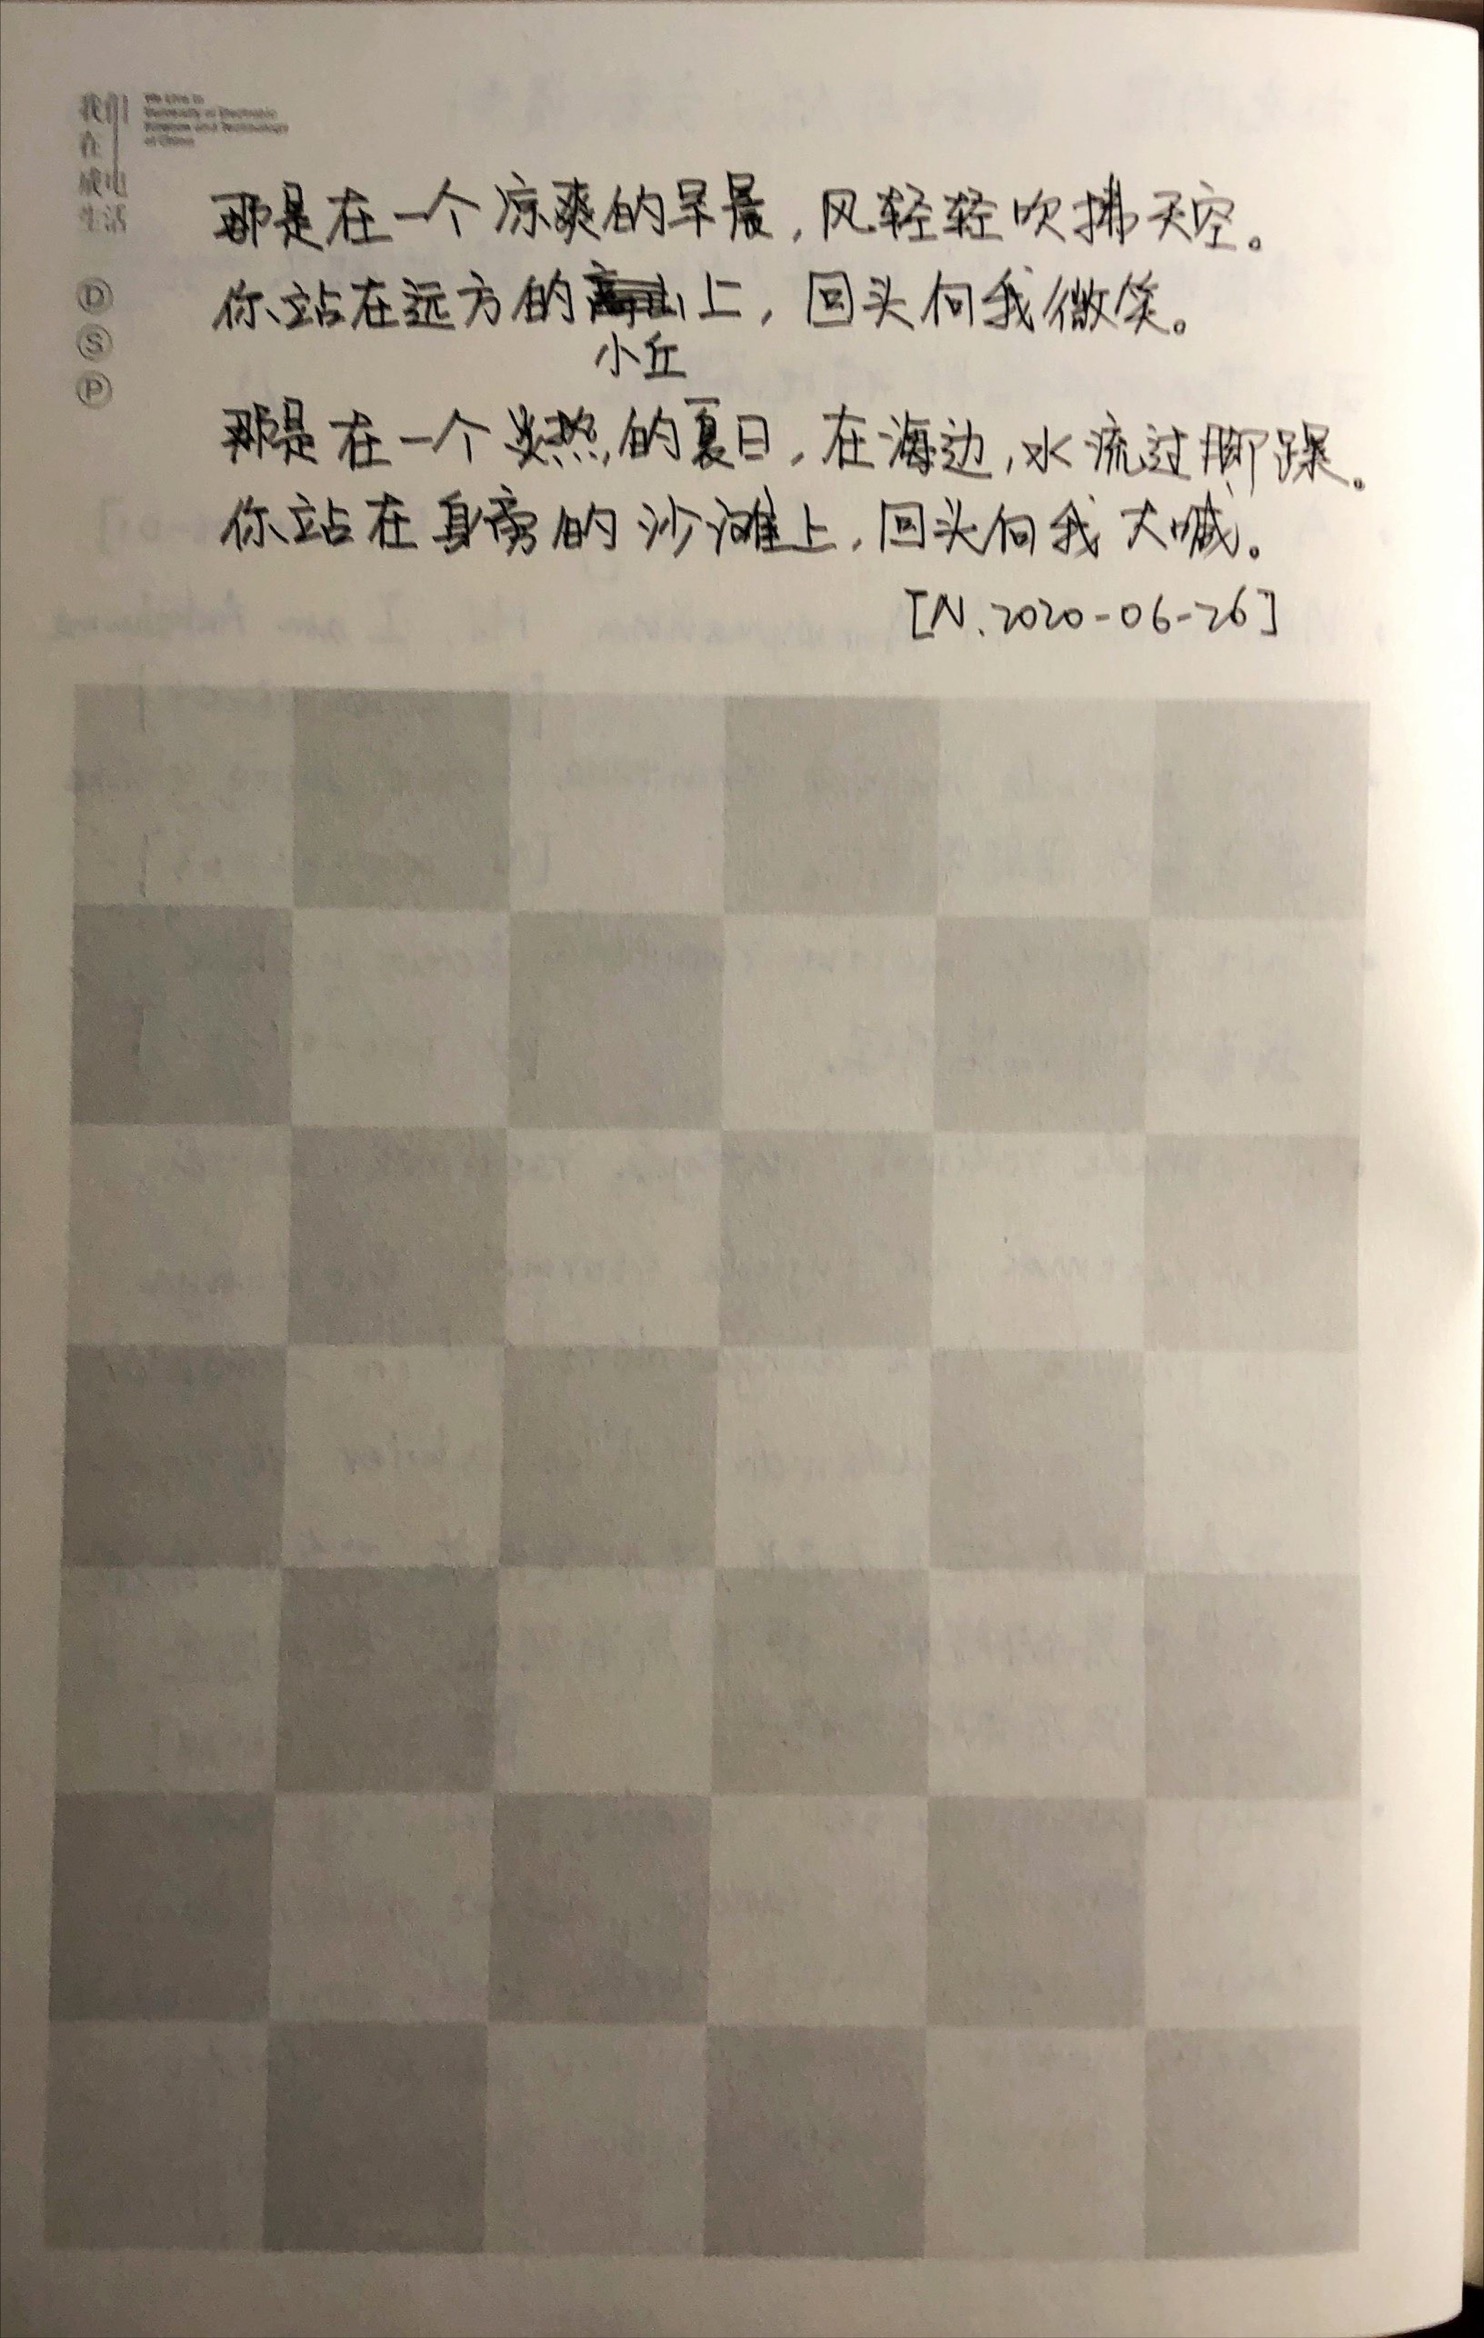 我们
在
成电
生活
We Live in
University of Electronic
Science and Technology
of China
D
S
P
那是在一个凉爽的早晨,风轻轻吹拂天空。
你站在远方的高山上,回头向我微笑。
小丘
那是在一个炎热的夏日,在海边,水流过脚踝。
你站在身旁的沙滩上,回头向我大喊。
[N.2020-06-26]